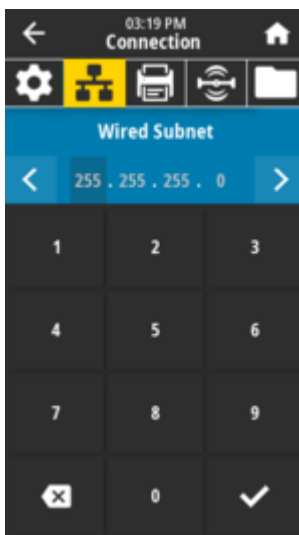 03:19 PM
Connection
Wired Subnet
255 . 255 . 255 . 0
1 2 3
4 5 6
7 8 9
0